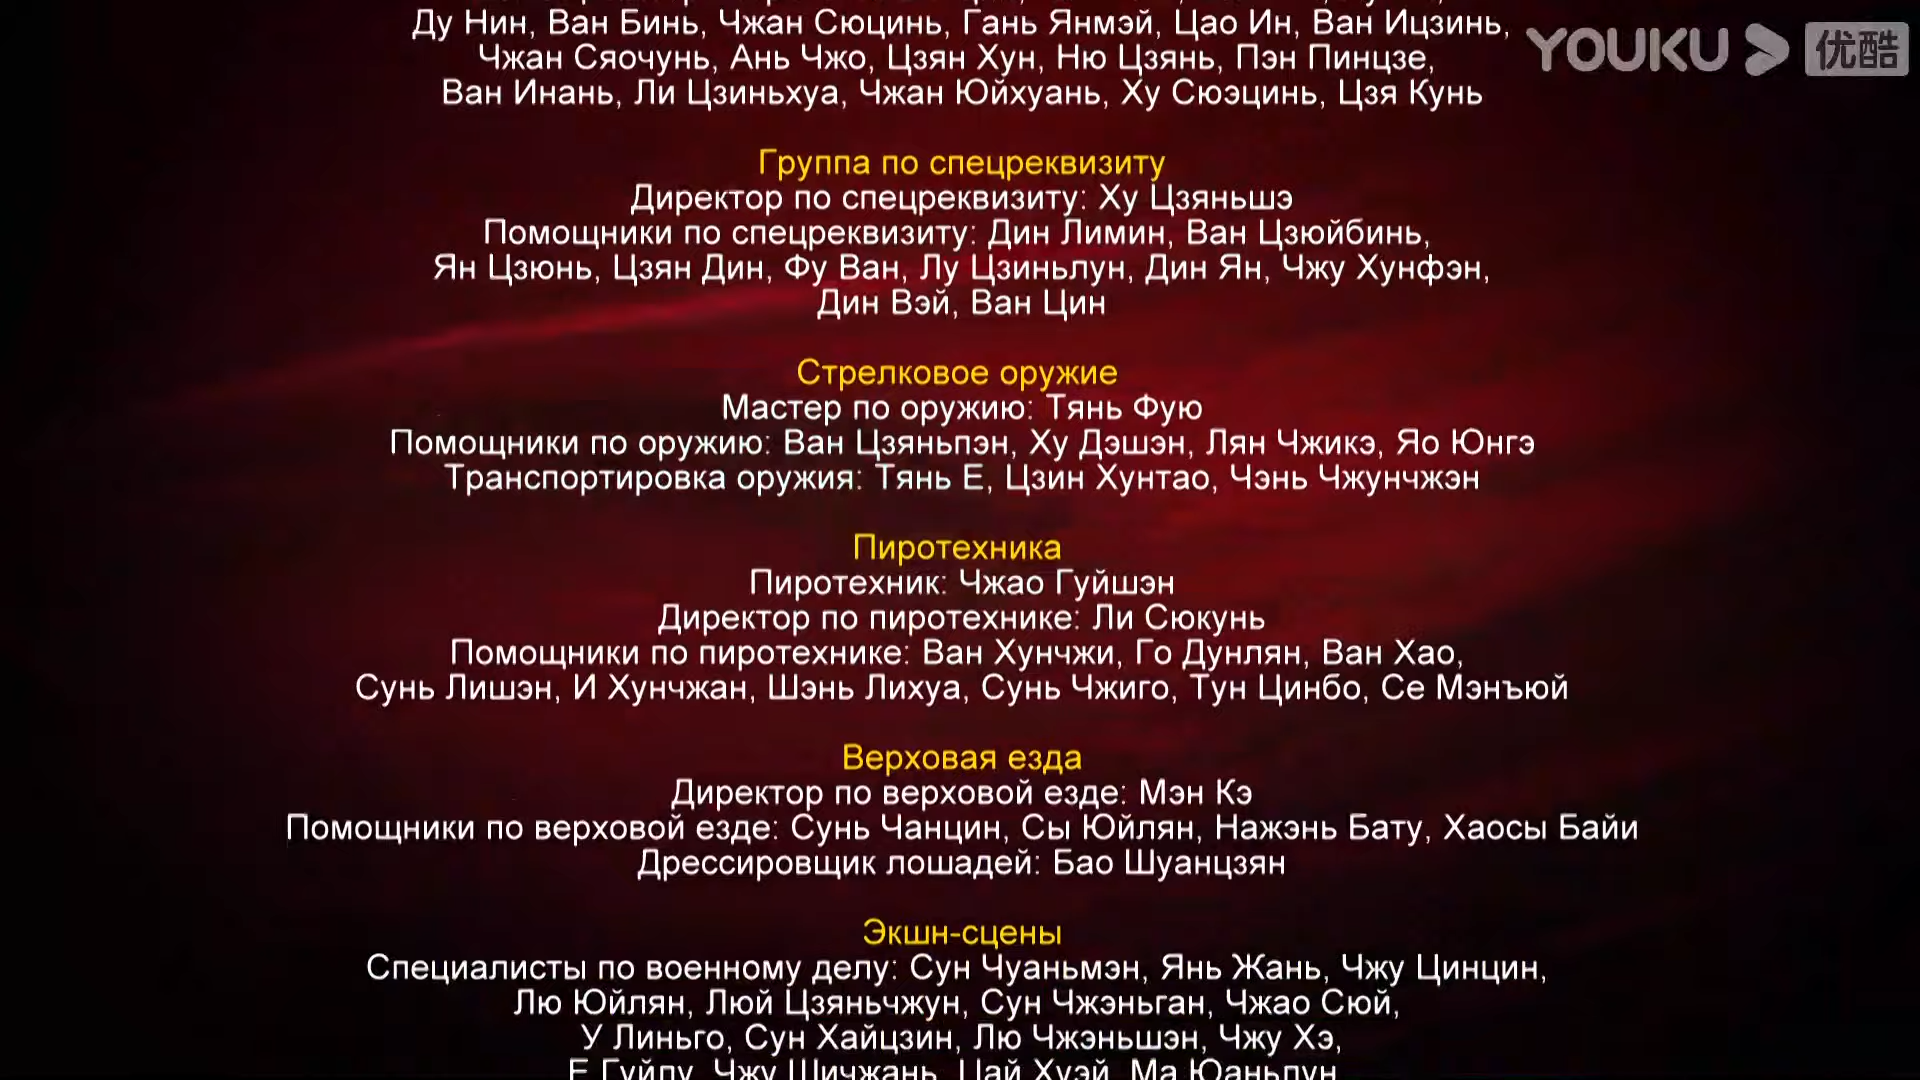 Ду Нин, Ван Бинь, Чжан Сюцинь, Гань Янмэй, Цао Ин, Ван Ицзинь,
YOUKU 优酷
Чжан Сяочунь, Ань Чжо, Цзян Хун, Ню Цзянь, Пэн Пинцзе,
Ван Инань, Ли Цзиньхуа, Чжан Юйхуань, Ху Сюэцинь, Цзя Кунь
Группа по спецреквизиту
Директор по спецреквизиту: Ху Цзяньшэ
Помощники по спецреквизиту: Дин Лимин, Ван Цзюйбинь,
Ян Цзюнь, Цзян Дин, Фу Ван, Лу Цзиньлун, Дин Ян, Чжу Хунфэн,
Дин Вэй, Ван Цин
Стрелковое оружие
Мастер по оружию: Тянь Фую
Помощники по оружию: Ван Цзяньпэн, Ху Дэшэн, Лян Чжикэ, Яо Юнгэ
Транспортировка оружия: Тянь Е, Цзин Хунтао, Чэнь Чжунчжэн
Пиротехника
Пиротехник: Чжао Гуйшэн
Директор по пиротехнике: Ли Сюкунь
Помощники по пиротехнике: Ван Хунчжи, Го Дунлян, Ван Хао,
Сунь Лишэн, И Хунчжан, Шэнь Лихуа, Сунь Чжиго, Тун Цинбо, Се Мэнъюй
Верховая езда
Директор по верховой езде: Мэн Кэ
Помощники по верховой езде: Сунь Чанцин, Сы Юйлян, Нажэнь Бату, Хаосы Байи
Дрессировщик лошадей: Бао Шуанцзян
Экшн-сцены
Специалисты по военному делу: Сун Чуаньмэн, Янь Жань, Чжу Цинцин,
Лю Юйлян, Люй Цзяньчжун, Сун Чжэньган, Чжао Сюй,
У Линьго, Сун Хайцзин, Лю Чжэньшэн, Чжу Хэ,
Е Гуйлу, Чжу Шичжань, Цай Хуэй, Ма Юаньлун